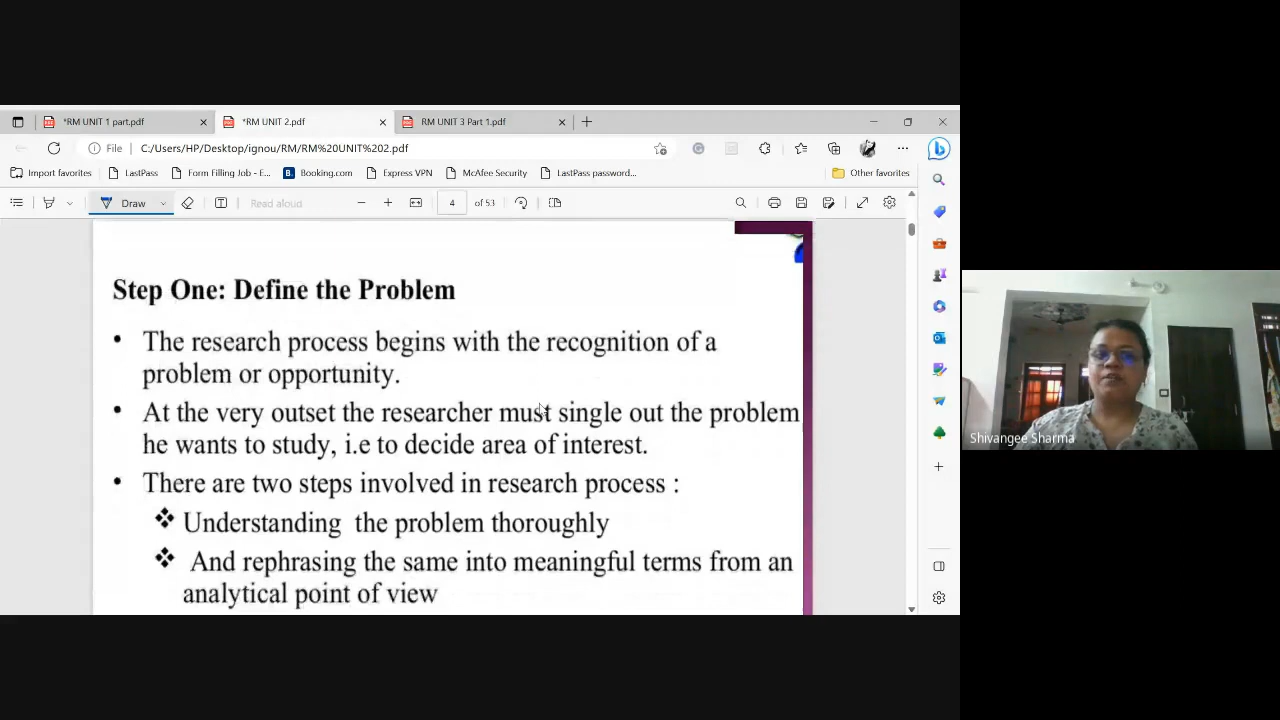 *RM UNIT 1 part.pdf
*RM UNIT 2.pdf
RM UNIT 3 Part 1.pdf
File
C:/Users/HP/Desktop/ignou/RM/RM%20UNIT%202.pdf
Import favorites
LastPass
Form Filling Job - E...
B.
Booking.com
Express VPN
McAfee Security
LastPass password...
Other favorites
Draw
Read aloud
4 of 53
Step One: Define the Problem
• The research process begins with the recognition of a
problem or opportunity.
• At the very outset the researcher must single out the problem
he wants to study, i.e to decide area of interest.
• There are two steps involved in research process :
❖ Understanding the problem thoroughly
❖ And rephrasing the same into meaningful terms from an
analytical point of view
Shivangee Sharma